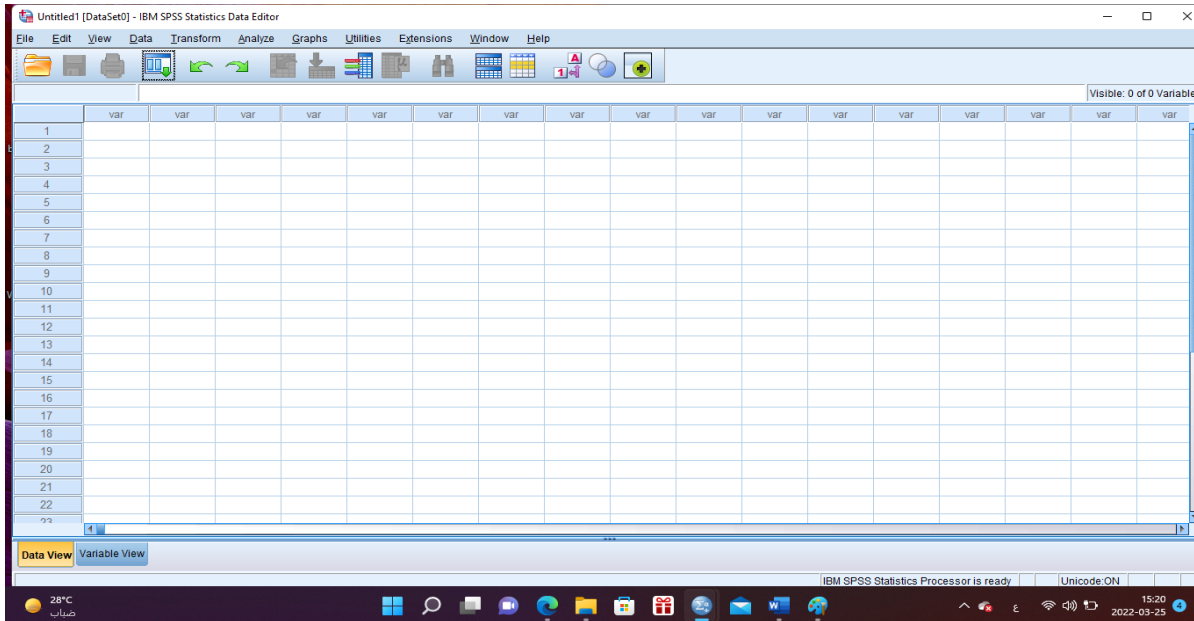 Untitled1 [DataSet0] - IBM SPSS Statistics Data Editor
File Edit View Data Transform Analyze Graphs Utilities Extensions Window Help
Visible: 0 of 0 Variable
var var var var var var var var var var var var var var var var var
1
2
3
4
5
6
7
8
9
10
11
12
13
14
15
16
17
18
19
20
21
22
23
Data View Variable View
IBM SPSS Statistics Processor is ready Unicode:ON
28°C
ضباب
ع
15:20
2022-03-25
4